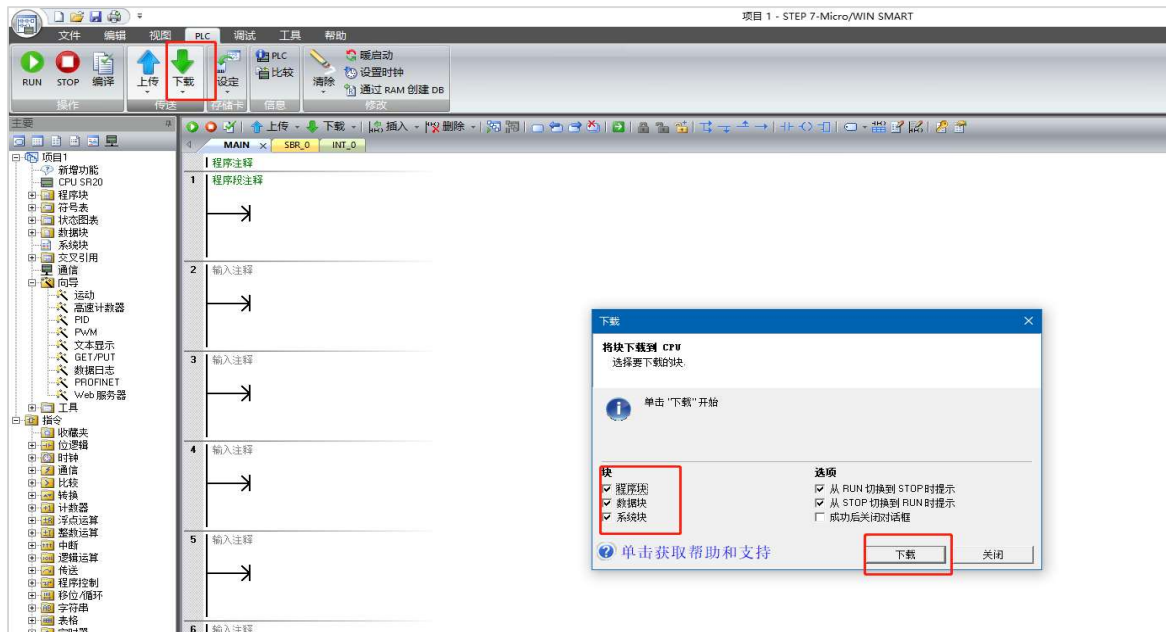 项目 1 - STEP 7-Micro/WIN SMART
文件 编辑 视图 PLC 调试 工具 帮助
RUN STOP 编译 上传 下载 设定 PLC 比较 清除 暖启动 设置时钟 通过 RAM 创建 DB
操作 传送 存储卡 信息 修改
主要
上传 下载 插入 删除
MAIN SBR_0 INT_0
项目1
新增功能
CPU SR20
程序块
符号表
状态图表
数据块
系统块
交叉引用
通信
向导
运动
高速计数器
PID
PWM
文本显示
GET/PUT
数据日志
PROFINET
Web 服务器
工具
指令
收藏夹
位逻辑
时钟
通信
比较
转换
计数器
浮点运算
整数运算
中断
逻辑运算
传送
程序控制
移位/循环
字符串
表格
定时器
程序注释
1 程序段注释
2 输入注释
3 输入注释
4 输入注释
5 输入注释
6 输入注释
下载
将块下载到 CPU
选择要下载的块.
单击 "下载" 开始
块
程序块
数据块
系统块
选项
从 RUN 切换到 STOP 时提示
从 STOP 切换到 RUN 时提示
成功后关闭对话框
单击获取帮助和支持
下载 关闭